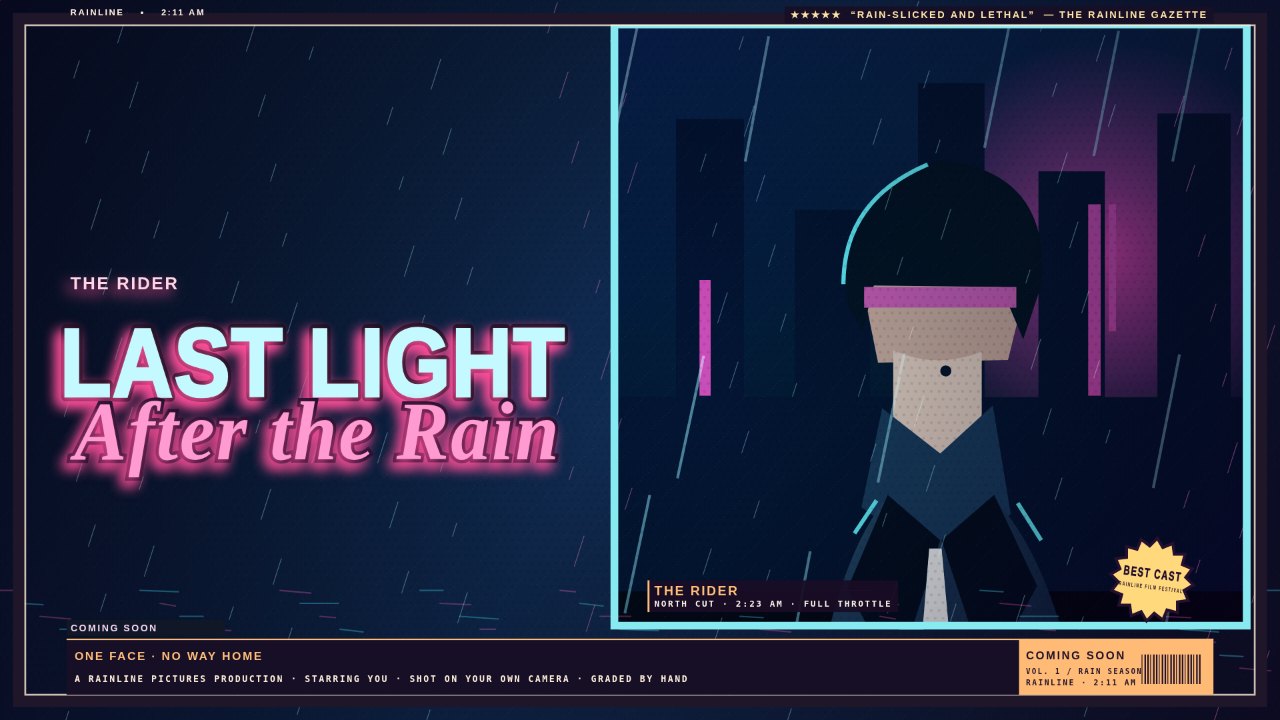 RAINLINE • 2:11 AM
★★★★★ “RAIN-SLICKED AND LETHAL” — THE RAINLINE GAZETTE
THE RIDER
LAST LIGHT
After the Rain
THE RIDER
NORTH CUT · 2:23 AM · FULL THROTTLE
BEST CAST
RAINLINE FILM FESTIVAL
COMING SOON
ONE FACE · NO WAY HOME
A RAINLINE PICTURES PRODUCTION · STARRING YOU · SHOT ON YOUR OWN CAMERA · GRADED BY HAND
COMING SOON
VOL. 1 / RAIN SEASON
RAINLINE · 2:11 AM